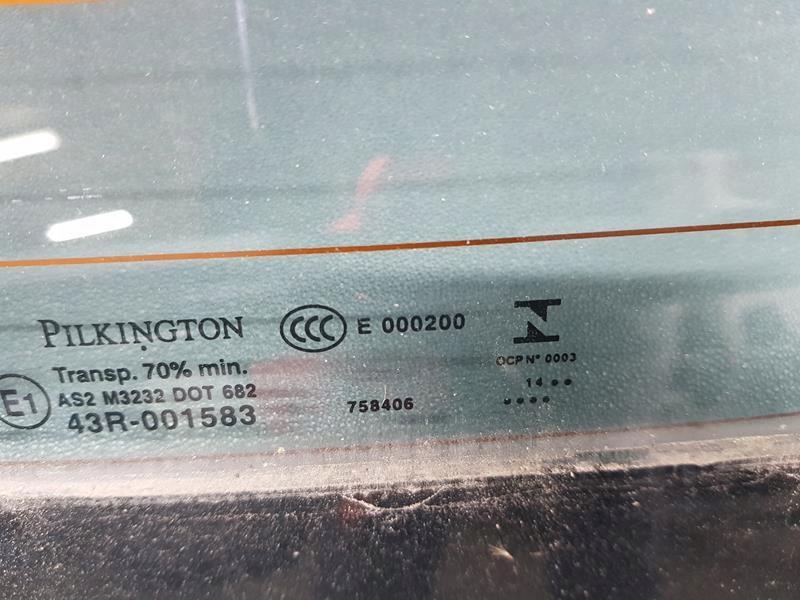 PILKINGTON
CCC E 000200
OCP N° 0003
14
Transp. 70% min.
E1
AS2 M3232 DOT 682
43R-001583
758406